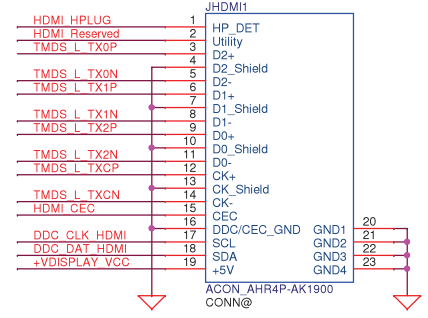 JHDMI1
HDMI_HPLUG 1 HP_DET
HDMI_Reserved 2 Utility
TMDS_L_TX0P 3 D2+
4 D2_Shield
TMDS_L_TX0N 5 D2-
TMDS_L_TX1P 6 D1+
7 D1_Shield
TMDS_L_TX1N 8 D1-
TMDS_L_TX2P 9 D0+
10 D0_Shield
TMDS_L_TX2N 11 D0-
TMDS_L_TXCP 12 CK+
13 CK_Shield
TMDS_L_TXCN 14 CK-
HDMI_CEC 15 CEC
16 DDC/CEC_GND GND1 20
DDC_CLK_HDMI 17 SCL GND2 21
DDC_DAT_HDMI 18 SDA GND3 22
+VDISPLAY_VCC 19 +5V GND4 23
ACON_AHR4P-AK1900
CONN@